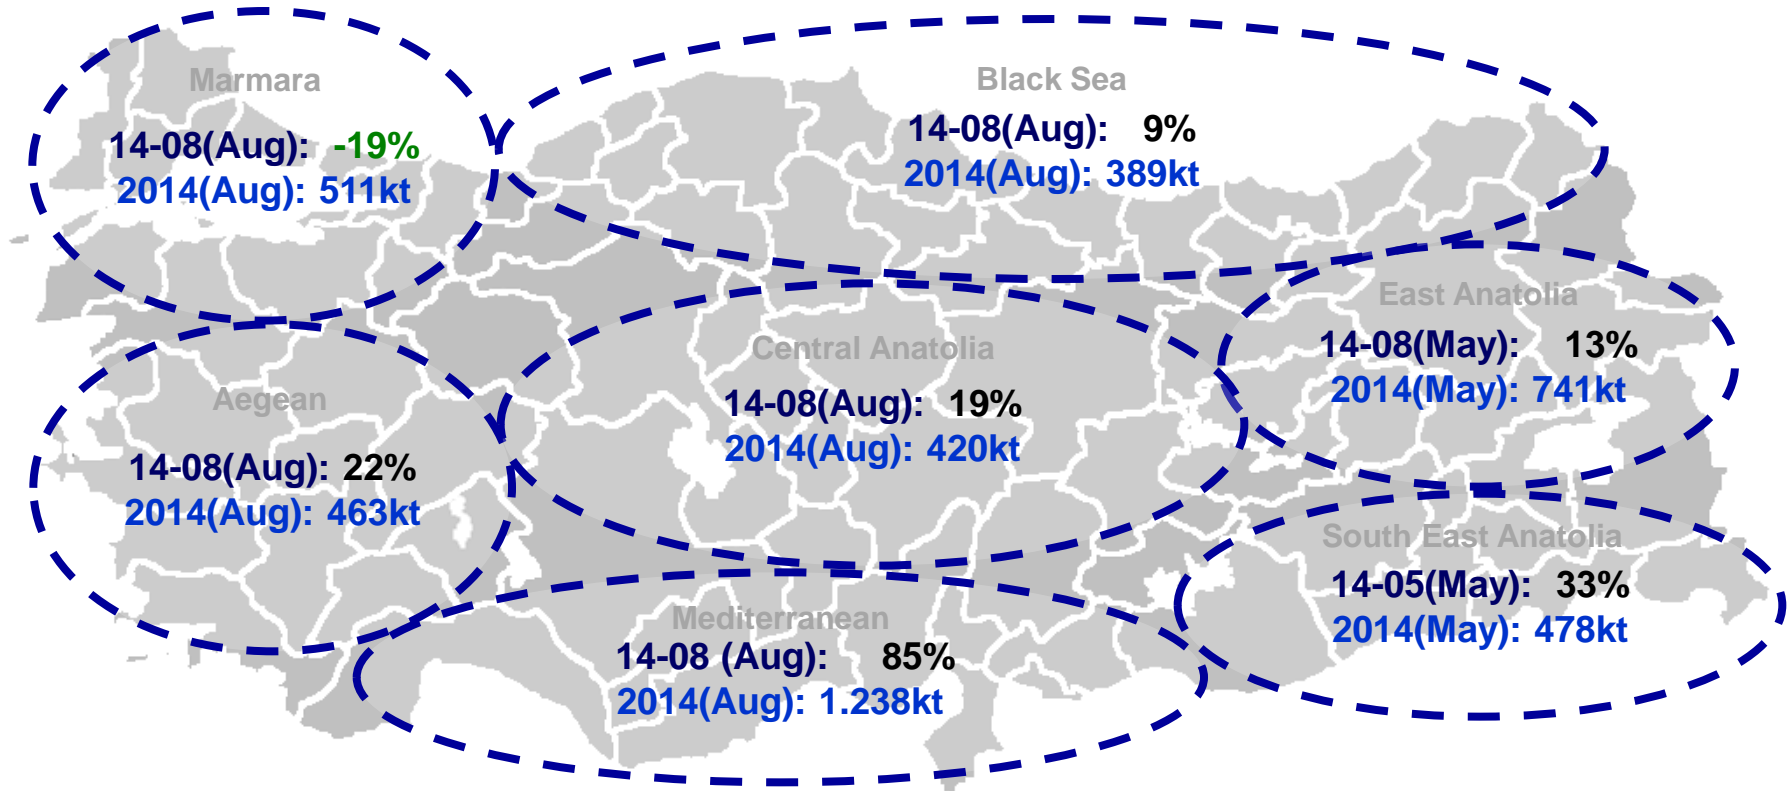 Marmara
14-08(Aug): -19%
2014(Aug): 511kt
Black Sea
14-08(Aug): 9%
2014(Aug): 389kt
East Anatolia
14-08(May): 13%
2014(May): 741kt
Central Anatolia
14-08(Aug): 19%
2014(Aug): 420kt
Aegean
14-08(Aug): 22%
2014(Aug): 463kt
South East Anatolia
14-05(May): 33%
2014(May): 478kt
Mediterranean
14-08 (Aug): 85%
2014(Aug): 1.238kt